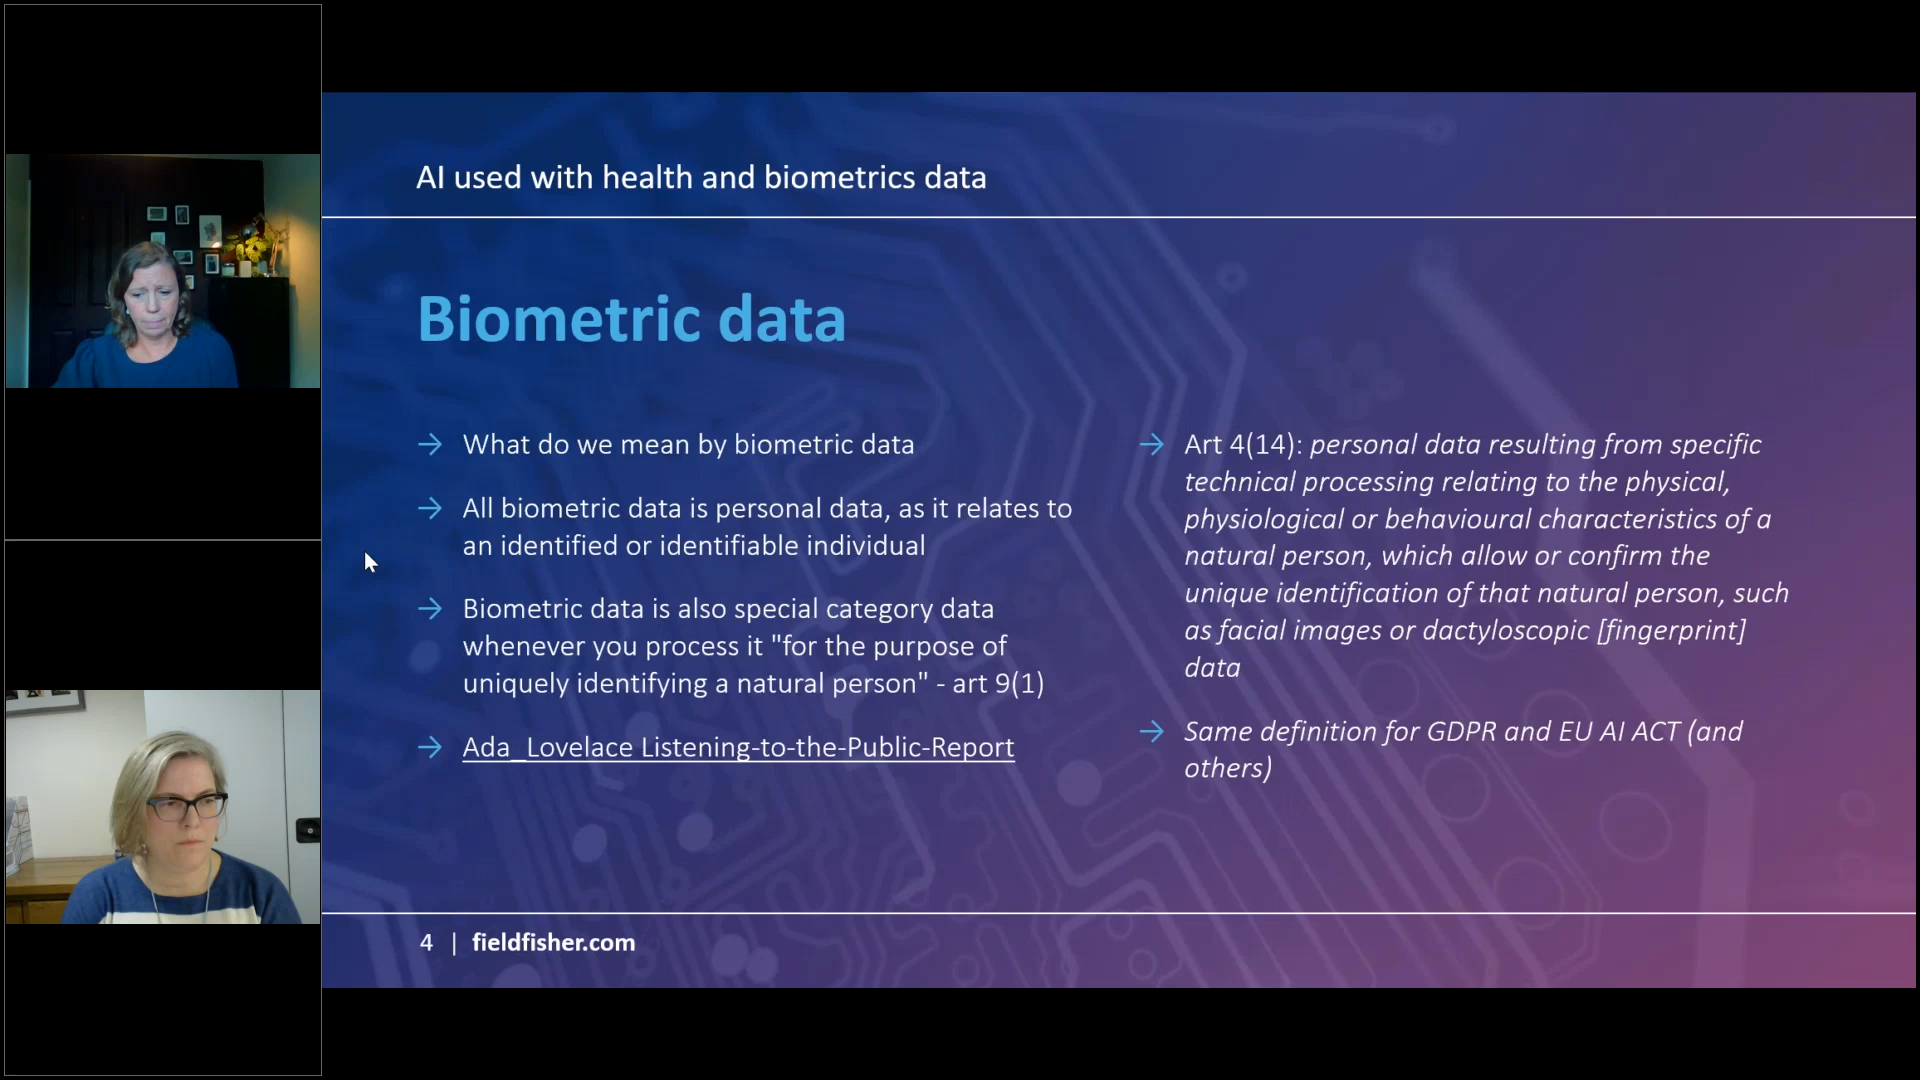 AI used with health and biometrics data
Biometric data
→ What do we mean by biometric data
→ All biometric data is personal data, as it relates to
an identified or identifiable individual
→ Biometric data is also special category data
whenever you process it "for the purpose of
uniquely identifying a natural person" - art 9(1)
→ Ada_Lovelace Listening-to-the-Public-Report
→ Art 4(14): personal data resulting from specific
technical processing relating to the physical,
physiological or behavioural characteristics of a
natural person, which allow or confirm the
unique identification of that natural person, such
as facial images or dactyloscopic [fingerprint]
data
→ Same definition for GDPR and EU AI ACT (and
others)
4 | fieldfisher.com